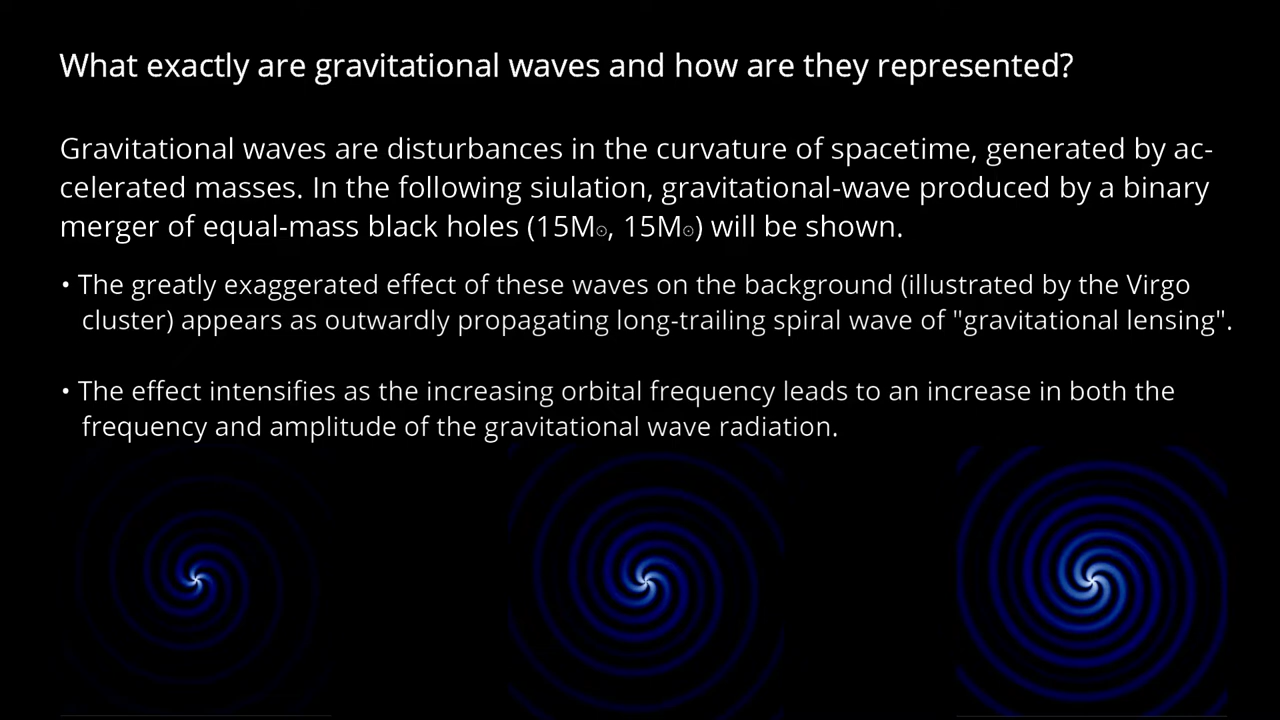 What exactly are gravitational waves and how are they represented?
Gravitational waves are disturbances in the curvature of spacetime, generated by ac-
celerated masses. In the following siulation, gravitational-wave produced by a binary
merger of equal-mass black holes (15M☉, 15M☉) will be shown.
• The greatly exaggerated effect of these waves on the background (illustrated by the Virgo
cluster) appears as outwardly propagating long-trailing spiral wave of "gravitational lensing".
• The effect intensifies as the increasing orbital frequency leads to an increase in both the
frequency and amplitude of the gravitational wave radiation.